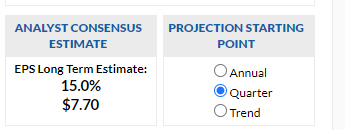 ANALYST CONSENSUS
ESTIMATE
EPS Long Term Estimate:
15.0%
$7.70
PROJECTION STARTING
POINT
Annual
Quarter
Trend